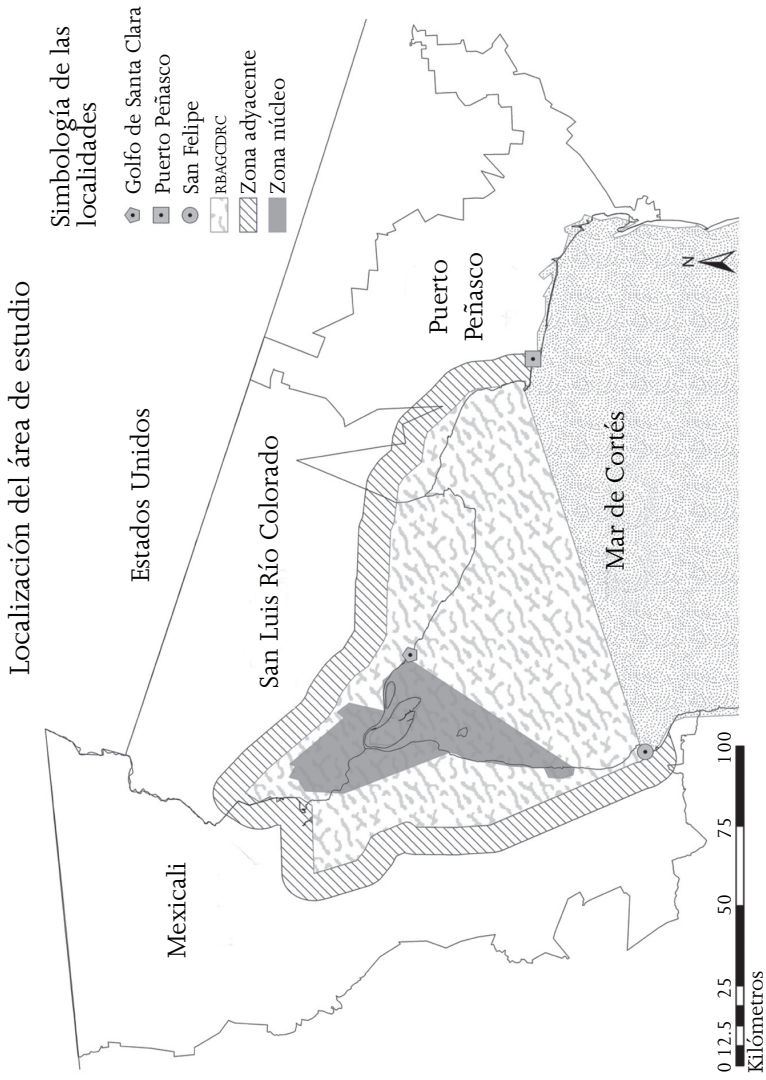 Localización del área de estudio
Simbología de las
localidades
Golfo de Santa Clara
Puerto Peñasco
San Felipe
RBAGCDRC
Zona adyacente
Zona núcleo
Estados Unidos
Mexicali
San Luis Río Colorado
Puerto
Peñasco
Mar de Cortés
N
0 12.5 25 50 75 100
Kilómetros